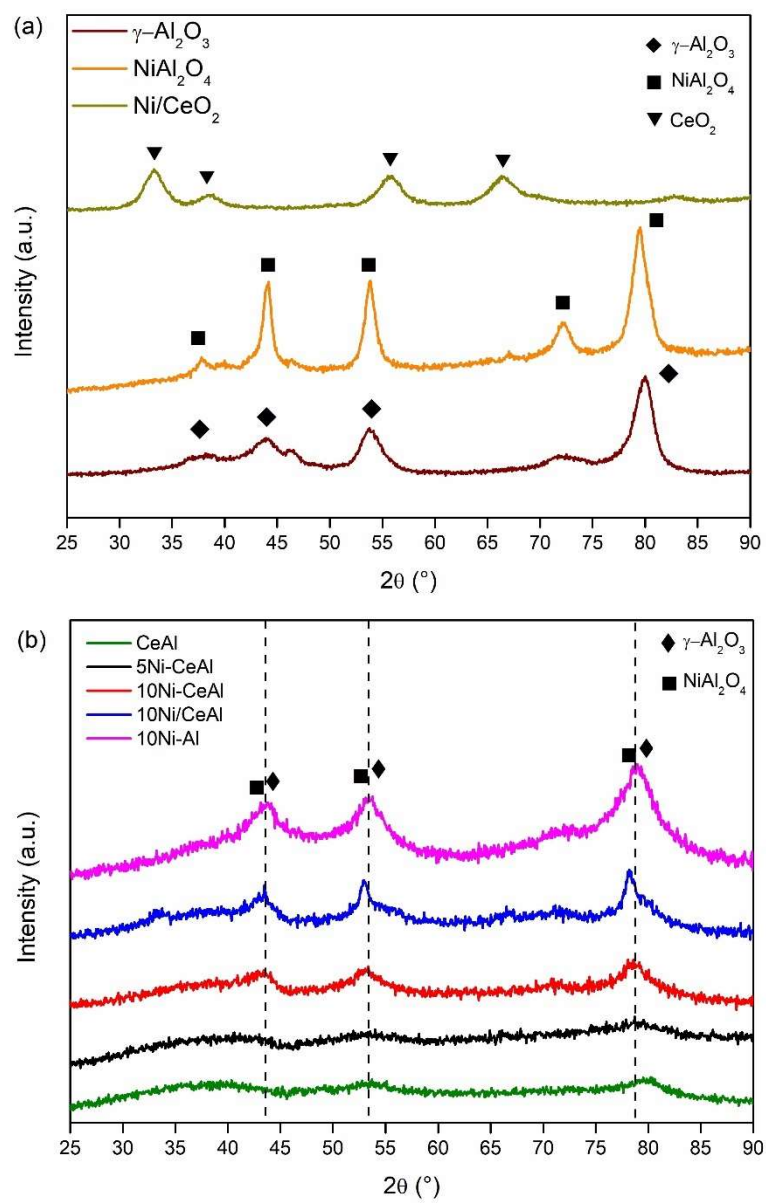 (a)
γ–Al₂O₃
NiAl₂O₄
Ni/CeO₂
γ–Al₂O₃
NiAl₂O₄
CeO₂
Intensity (a.u.)
25 30 35 40 45 50 55 60 65 70 75 80 85 90
2θ (°)
(b)
CeAl
5Ni-CeAl
10Ni-CeAl
10Ni/CeAl
10Ni-Al
γ–Al₂O₃
NiAl₂O₄
Intensity (a.u.)
25 30 35 40 45 50 55 60 65 70 75 80 85 90
2θ (°)